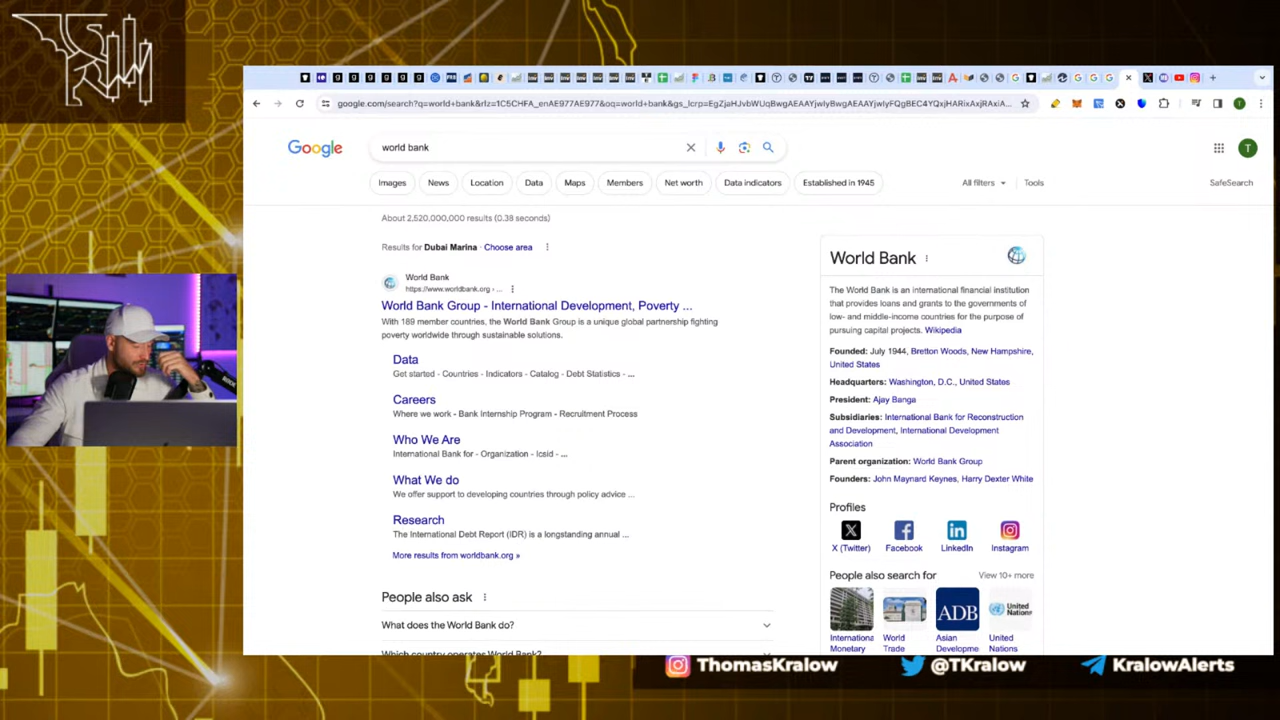 google.com/search?q=world+bank&rlz=1C5CHFA_enAE977AE977&oq=world+bank&gs_lcrp=
Google
world bank
T
Images
News
Location
Data
Maps
Members
Net worth
Data indicators
Established in 1945
All filters
Tools
SafeSearch
About 2,520,000,000 results (0.38 seconds)
Results for Dubai Marina · Choose area
World Bank
https://www.worldbank.org › ...
World Bank Group - International Development, Poverty ...
With 189 member countries, the World Bank Group is a unique global partnership fighting
poverty worldwide through sustainable solutions.
Data
Get started - Countries - Indicators - Catalog - Debt Statistics - ...
Careers
Where we work - Bank Internship Program - Recruitment Process
Who We Are
International Bank for - Organization - Icsid - ...
What We do
We offer support to developing countries through policy advice ...
Research
The International Debt Report (IDR) is a longstanding annual ...
More results from worldbank.org »
People also ask
What does the World Bank do?
Which country operates World Bank?
World Bank
The World Bank is an international financial institution
that provides loans and grants to the governments of
low- and middle-income countries for the purpose of
pursuing capital projects. Wikipedia
Founded: July 1944, Bretton Woods, New Hampshire,
United States
Headquarters: Washington, D.C., United States
President: Ajay Banga
Subsidiaries: International Bank for Reconstruction
and Development, International Development
Association
Parent organization: World Bank Group
Founders: John Maynard Keynes, Harry Dexter White
Profiles
X (Twitter)
Facebook
LinkedIn
Instagram
People also search for
View 10+ more
ADB
United Nations
Internationa
Monetary
World
Trade
Asian
Developme
United
Nations
ThomasKralow
@TKralow
KralowAlerts